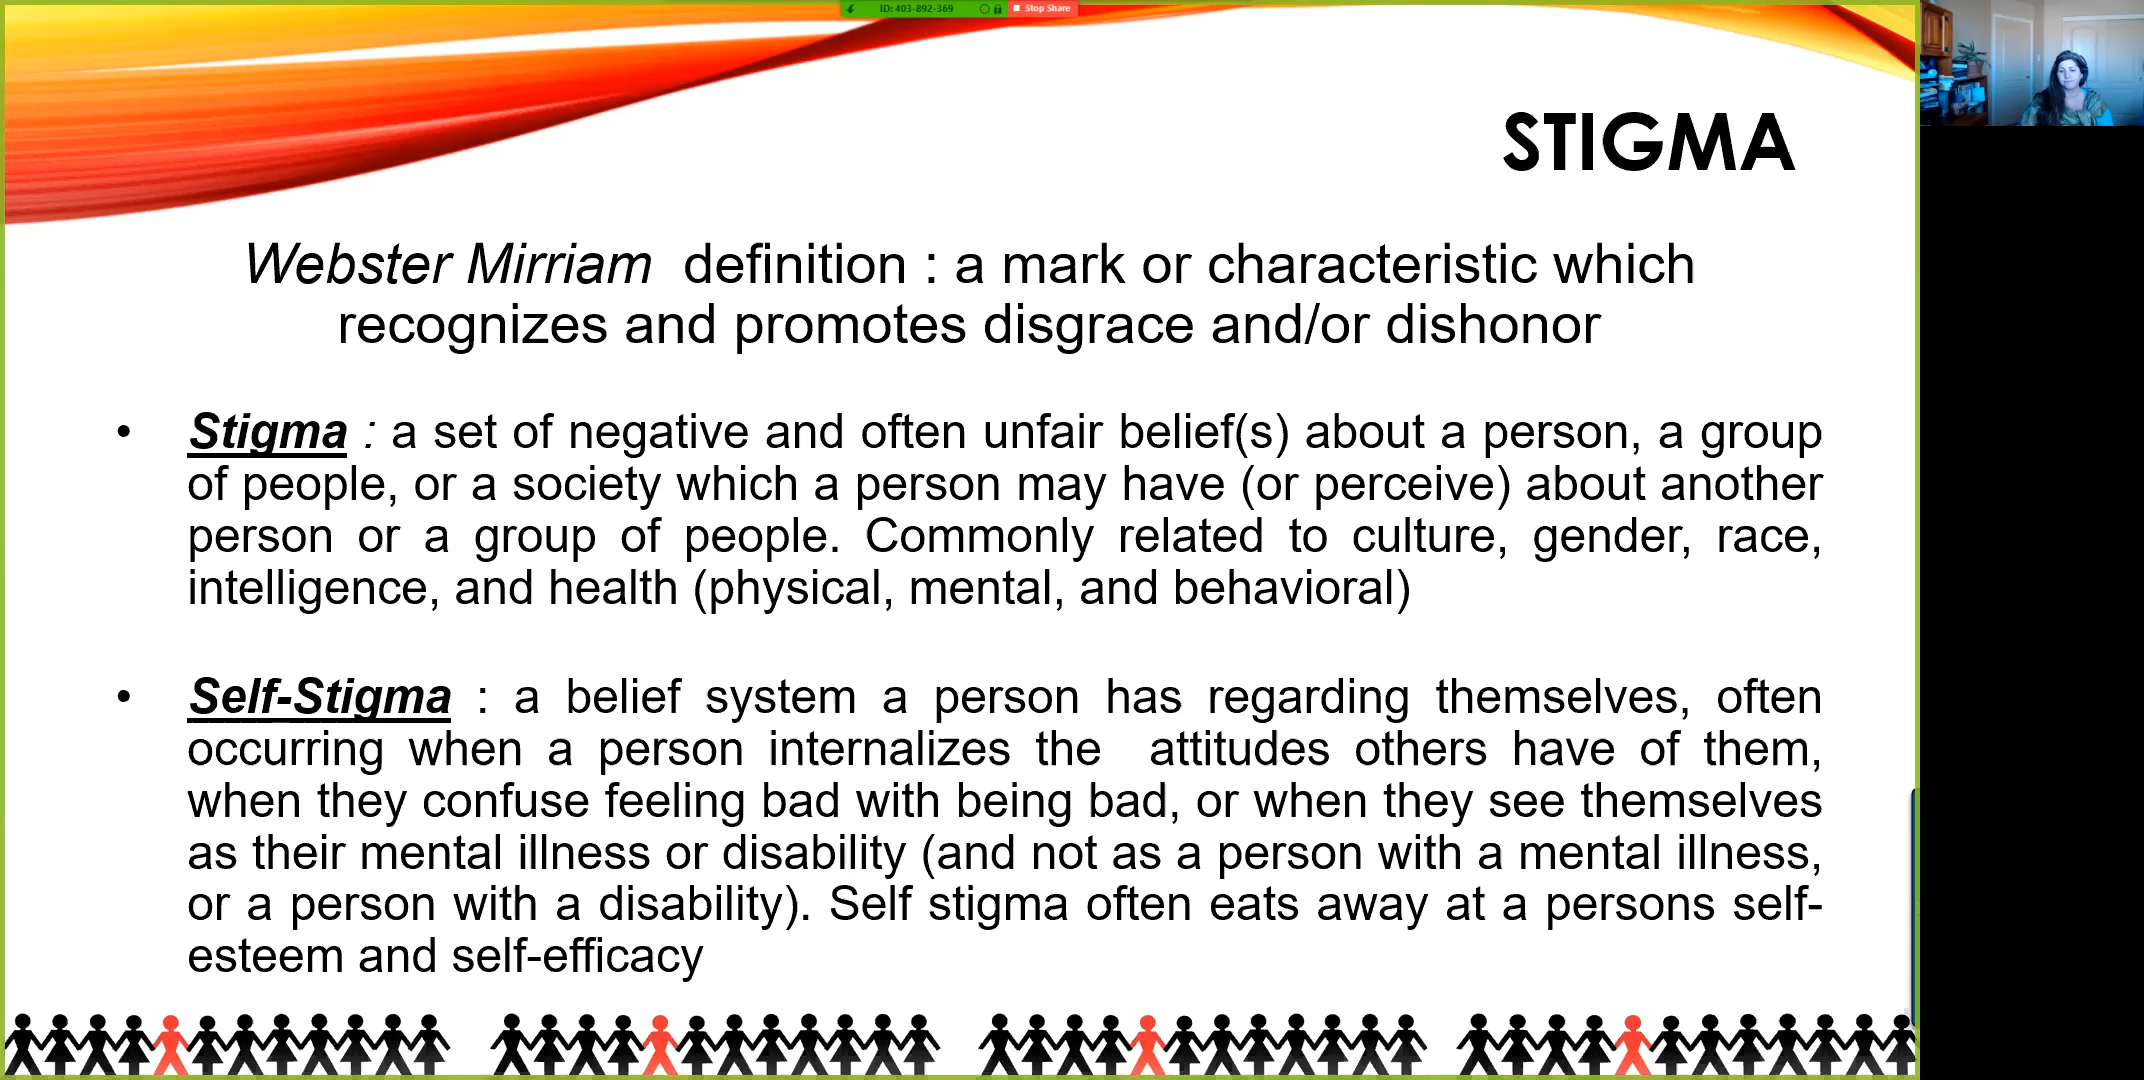 ID: 403-892-369 Stop Share
STIGMA
Webster Mirriam definition : a mark or characteristic which
recognizes and promotes disgrace and/or dishonor
• Stigma : a set of negative and often unfair belief(s) about a person, a group
of people, or a society which a person may have (or perceive) about another
person or a group of people. Commonly related to culture, gender, race,
intelligence, and health (physical, mental, and behavioral)
• Self-Stigma : a belief system a person has regarding themselves, often
occurring when a person internalizes the attitudes others have of them,
when they confuse feeling bad with being bad, or when they see themselves
as their mental illness or disability (and not as a person with a mental illness,
or a person with a disability). Self stigma often eats away at a persons self-
esteem and self-efficacy